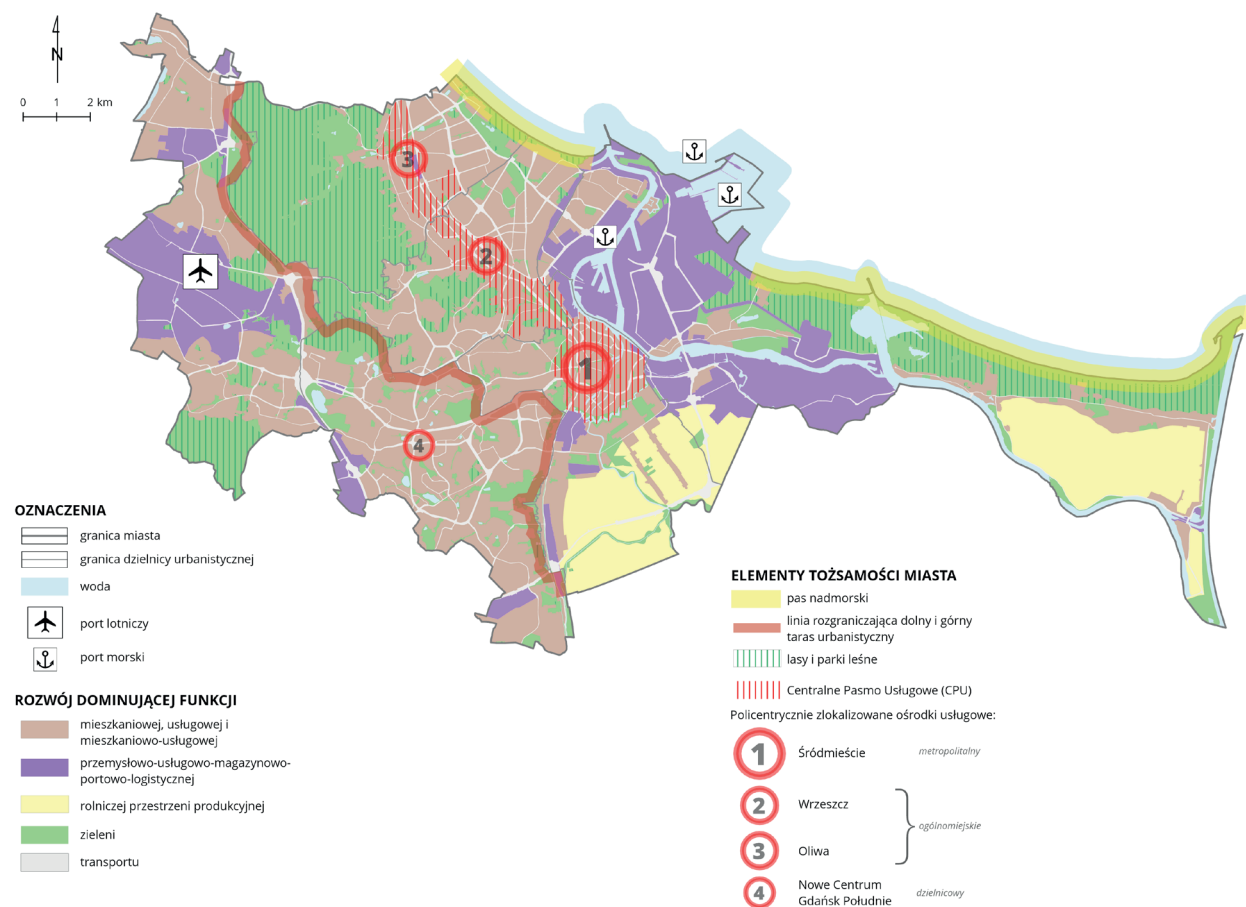 N
0 1 2 km
3
2
1
4
OZNACZENIA
granica miasta
granica dzielnicy urbanistycznej
woda
port lotniczy
port morski
ROZWÓJ DOMINUJĄCEJ FUNKCJI
mieszkaniowej, usługowej i
mieszkaniowo-usługowej
przemysłowo-usługowo-magazynowo-
portowo-logistycznej
rolniczej przestrzeni produkcyjnej
zieleni
transportu
ELEMENTY TOŻSAMOŚCI MIASTA
pas nadmorski
linia rozgraniczająca dolny i górny
taras urbanistyczny
lasy i parki leśne
Centralne Pasmo Usługowe (CPU)
Policentrycznie zlokalizowane ośrodki usługowe:
1 Śródmieście metropolitalny
2 Wrzeszcz
ogólnomiejskie
3 Oliwa
4 Nowe Centrum
Gdańsk Południe dzielnicowy